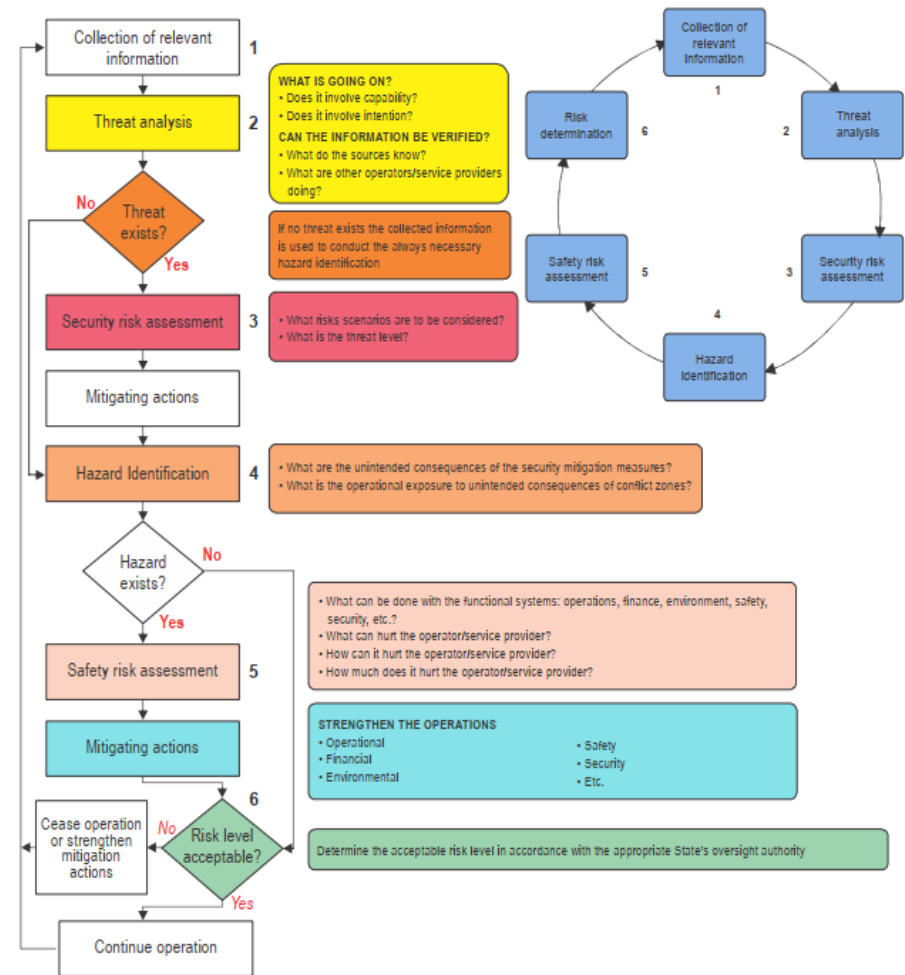 Collection of relevant
information
1
Threat analysis
2
WHAT IS GOING ON?
• Does it involve capability?
• Does it involve intention?
CAN THE INFORMATION BE VERIFIED?
• What do the sources know?
• What are other operators/service providers
doing?
No
Threat
exists?
Yes
If no threat exists the collected information
is used to conduct the always necessary
hazard identification
Security risk assessment
3
• What risks scenarios are to be considered?
• What is the threat level?
Mitigating actions
Hazard Identification
4
• What are the unintended consequences of the security mitigation measures?
• What is the operational exposure to unintended consequences of conflict zones?
Hazard
exists?
No
Yes
Safety risk assessment
5
• What can be done with the functional systems: operations, finance, environment, safety,
security, etc.?
• What can hurt the operator/service provider?
• How can it hurt the operator/service provider?
• How much does it hurt the operator/service provider?
Mitigating actions
STRENGTHEN THE OPERATIONS
• Operational
• Financial
• Environmental
• Safety
• Security
• Etc.
6
Cease operation
or strengthen
mitigation
actions
No
Risk level
acceptable?
Yes
Determine the acceptable risk level in accordance with the appropriate State's oversight authority
Continue operation
Collection of
relevant
information
1
Threat
analysis
2
Security risk
assessment
3
Hazard
Identification
4
Safety risk
assessment
5
Risk
determination
6